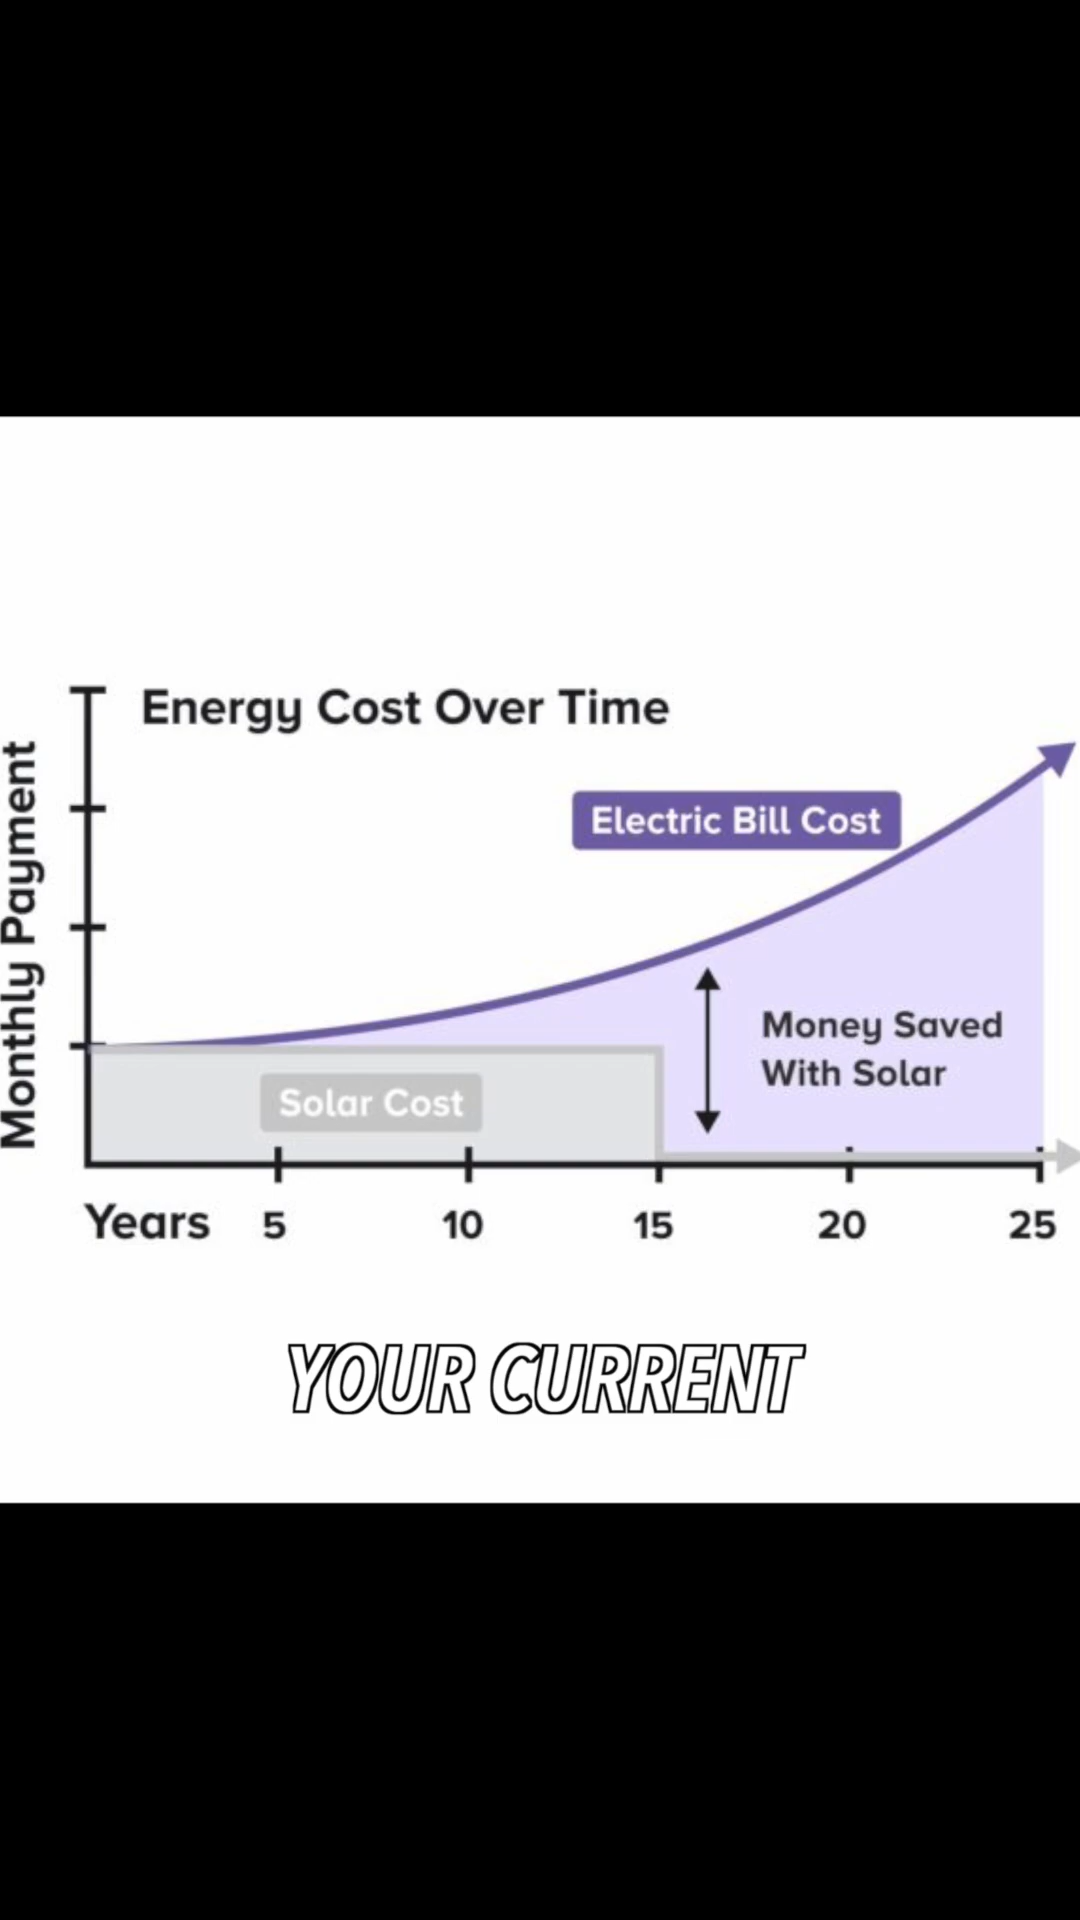 Energy Cost Over Time
Monthly Payment
Electric Bill Cost
Money Saved
With Solar
Solar Cost
Years 5 10 15 20 25
YOUR CURRENT